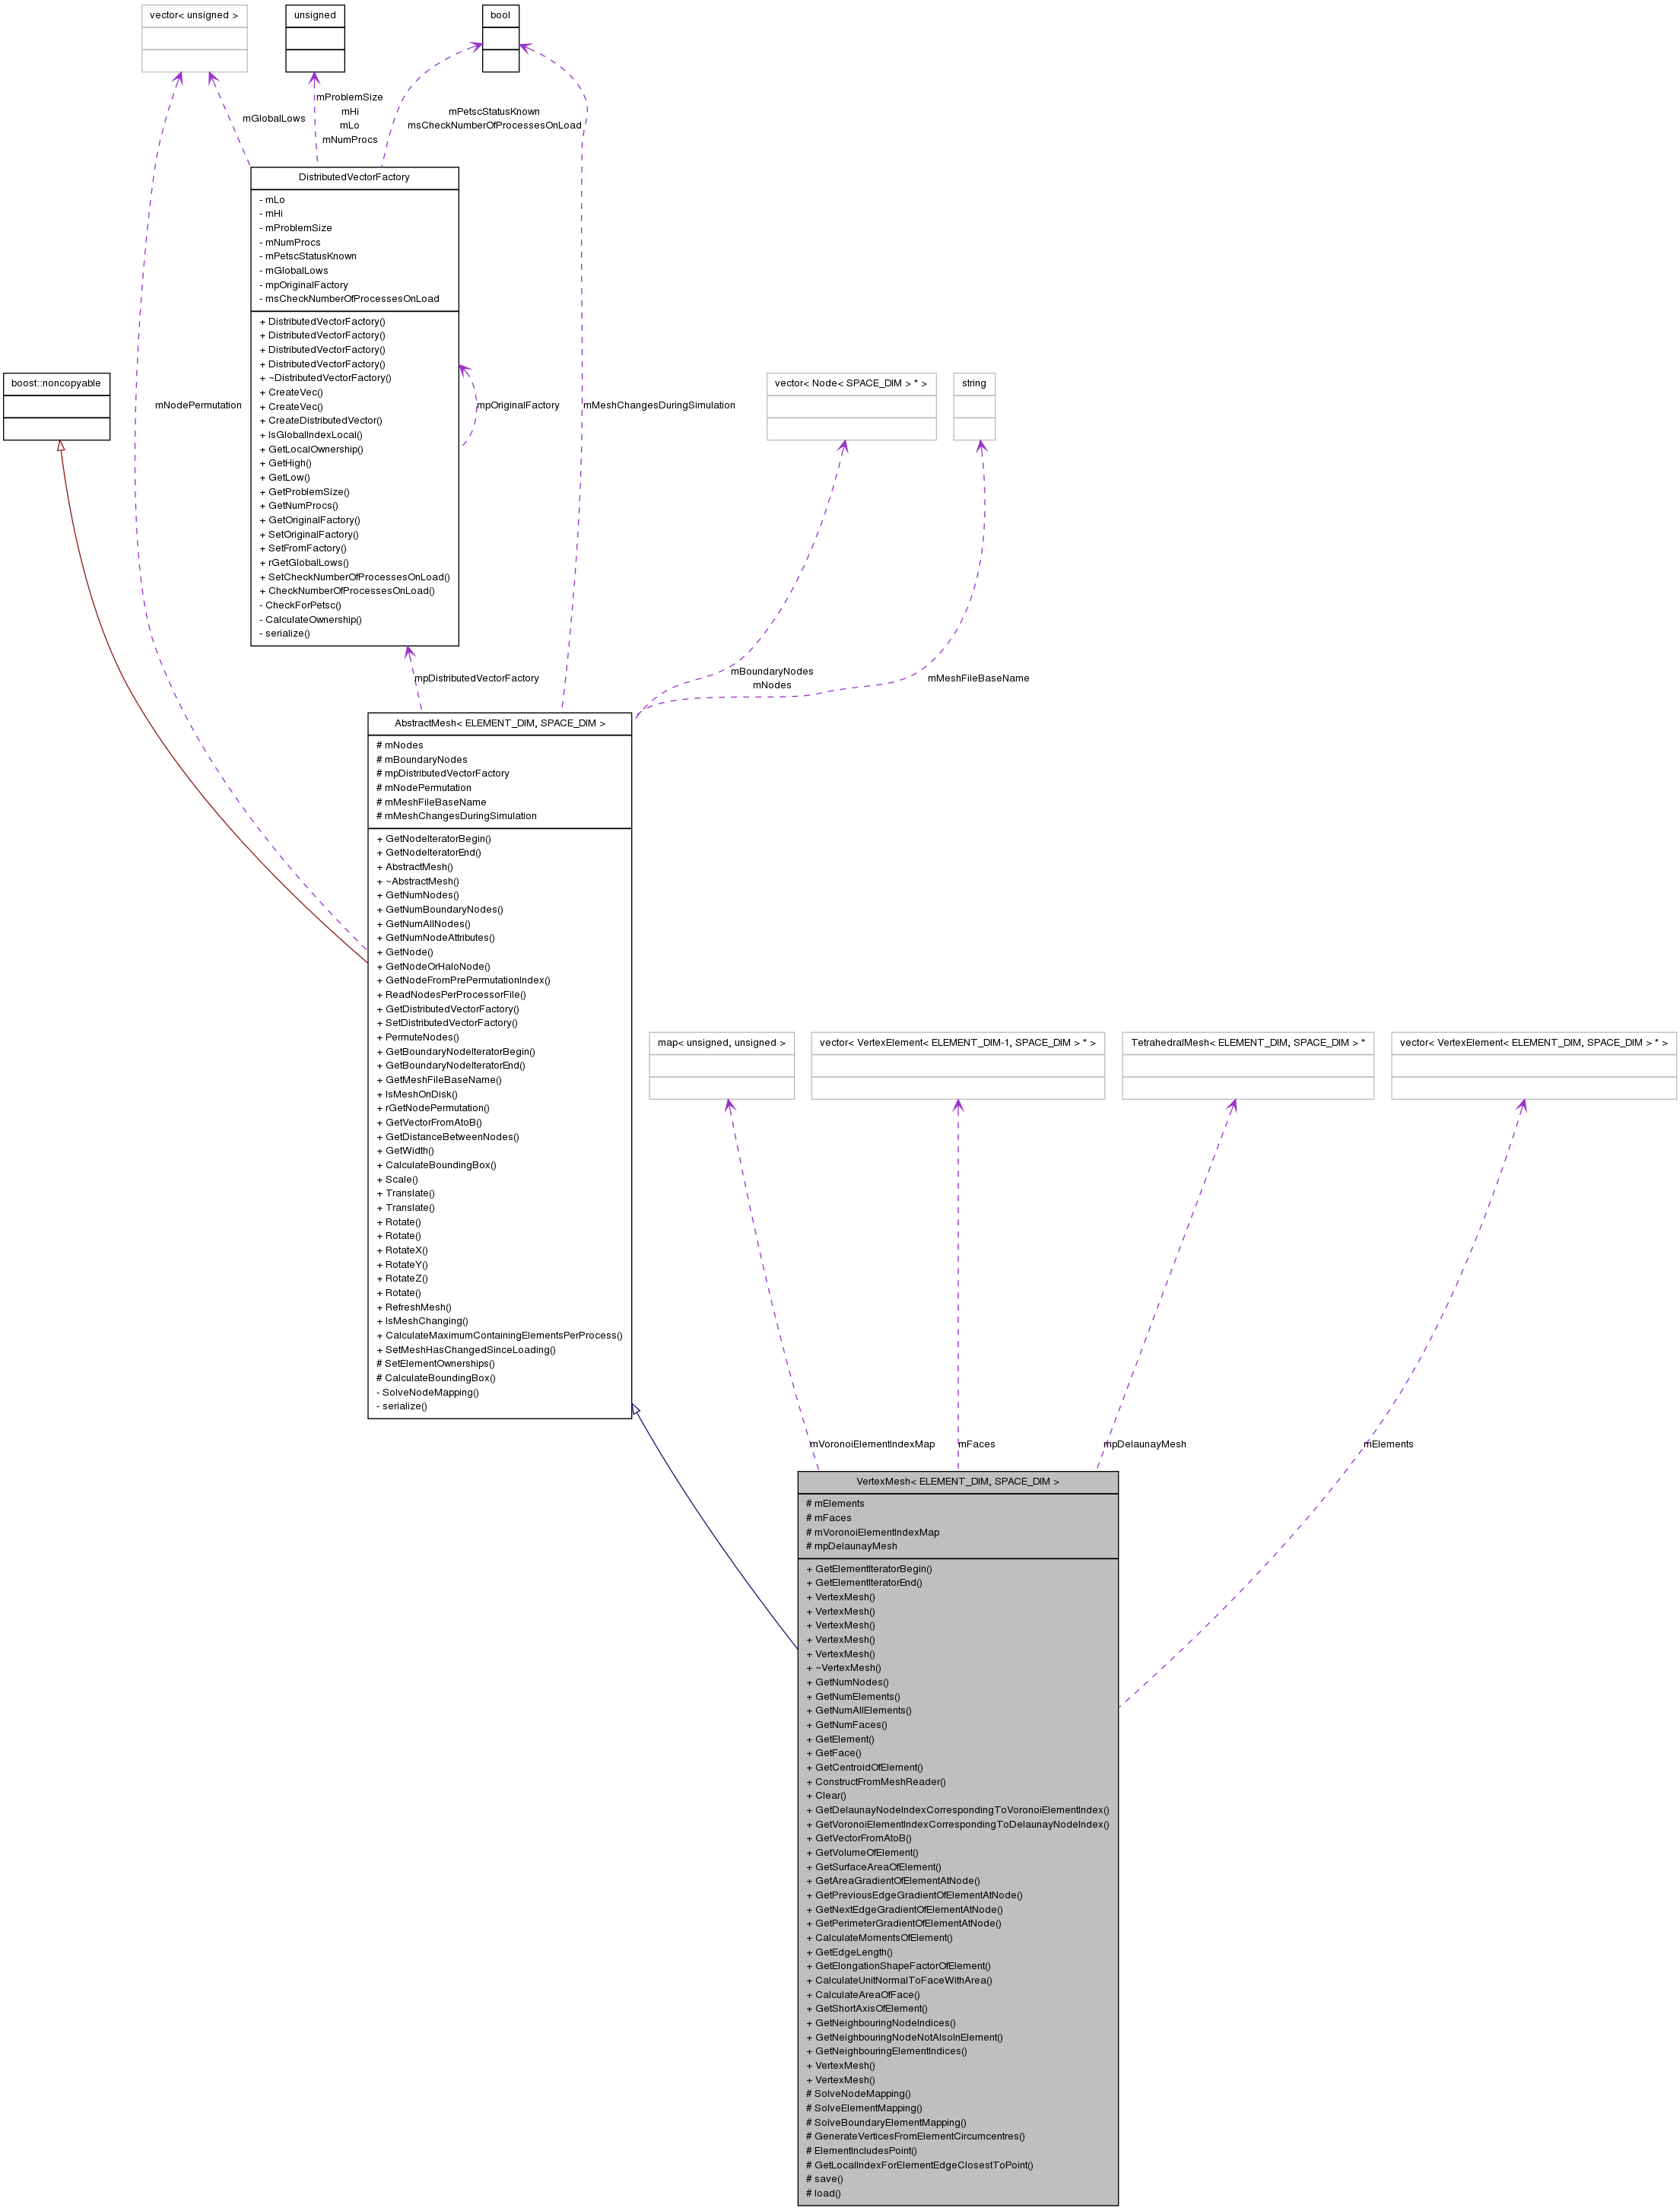 vector< unsigned >
unsigned
bool
mGlobalLows
mProblemSize
mHi
mLo
mNumProcs
mPetscStatusKnown
msCheckNumberOfProcessesOnLoad
DistributedVectorFactory
- mLo
- mHi
- mProblemSize
- mNumProcs
- mPetscStatusKnown
- mGlobalLows
- mpOriginalFactory
- msCheckNumberOfProcessesOnLoad
+ DistributedVectorFactory()
+ DistributedVectorFactory()
+ DistributedVectorFactory()
+ DistributedVectorFactory()
+ ~DistributedVectorFactory()
+ CreateVec()
+ CreateVec()
+ CreateDistributedVector()
+ IsGlobalIndexLocal()
+ GetLocalOwnership()
+ GetHigh()
+ GetLow()
+ GetProblemSize()
+ GetNumProcs()
+ GetOriginalFactory()
+ SetOriginalFactory()
+ SetFromFactory()
+ rGetGlobalLows()
+ SetCheckNumberOfProcessesOnLoad()
+ CheckNumberOfProcessesOnLoad()
- CheckForPetsc()
- CalculateOwnership()
- serialize()
boost::noncopyable
mNodePermutation
mpOriginalFactory
mMeshChangesDuringSimulation
vector< Node< SPACE_DIM > * >
string
mpDistributedVectorFactory
mBoundaryNodes
mNodes
mMeshFileBaseName
AbstractMesh< ELEMENT_DIM, SPACE_DIM >
# mNodes
# mBoundaryNodes
# mpDistributedVectorFactory
# mNodePermutation
# mMeshFileBaseName
# mMeshChangesDuringSimulation
+ GetNodeIteratorBegin()
+ GetNodeIteratorEnd()
+ AbstractMesh()
+ ~AbstractMesh()
+ GetNumNodes()
+ GetNumBoundaryNodes()
+ GetNumAllNodes()
+ GetNumNodeAttributes()
+ GetNode()
+ GetNodeOrHaloNode()
+ GetNodeFromPrePermutationIndex()
+ ReadNodesPerProcessorFile()
+ GetDistributedVectorFactory()
+ SetDistributedVectorFactory()
+ PermuteNodes()
+ GetBoundaryNodeIteratorBegin()
+ GetBoundaryNodeIteratorEnd()
+ GetMeshFileBaseName()
+ IsMeshOnDisk()
+ rGetNodePermutation()
+ GetVectorFromAtoB()
+ GetDistanceBetweenNodes()
+ GetWidth()
+ CalculateBoundingBox()
+ Scale()
+ Translate()
+ Translate()
+ Rotate()
+ Rotate()
+ RotateX()
+ RotateY()
+ RotateZ()
+ Rotate()
+ RefreshMesh()
+ IsMeshChanging()
+ CalculateMaximumContainingElementsPerProcess()
+ SetMeshHasChangedSinceLoading()
# SetElementOwnerships()
# CalculateBoundingBox()
- SolveNodeMapping()
- serialize()
map< unsigned, unsigned >
vector< VertexElement< ELEMENT_DIM-1, SPACE_DIM > * >
TetrahedralMesh< ELEMENT_DIM, SPACE_DIM > *
vector< VertexElement< ELEMENT_DIM, SPACE_DIM > * >
mVoronoiElementIndexMap
mFaces
mpDelaunayMesh
mElements
VertexMesh< ELEMENT_DIM, SPACE_DIM >
# mElements
# mFaces
# mVoronoiElementIndexMap
# mpDelaunayMesh
+ GetElementIteratorBegin()
+ GetElementIteratorEnd()
+ VertexMesh()
+ VertexMesh()
+ VertexMesh()
+ VertexMesh()
+ VertexMesh()
+ ~VertexMesh()
+ GetNumNodes()
+ GetNumElements()
+ GetNumAllElements()
+ GetNumFaces()
+ GetElement()
+ GetFace()
+ GetCentroidOfElement()
+ ConstructFromMeshReader()
+ Clear()
+ GetDelaunayNodeIndexCorrespondingToVoronoiElementIndex()
+ GetVoronoiElementIndexCorrespondingToDelaunayNodeIndex()
+ GetVectorFromAtoB()
+ GetVolumeOfElement()
+ GetSurfaceAreaOfElement()
+ GetAreaGradientOfElementAtNode()
+ GetPreviousEdgeGradientOfElementAtNode()
+ GetNextEdgeGradientOfElementAtNode()
+ GetPerimeterGradientOfElementAtNode()
+ CalculateMomentsOfElement()
+ GetEdgeLength()
+ GetElongationShapeFactorOfElement()
+ CalculateUnitNormalToFaceWithArea()
+ CalculateAreaOfFace()
+ GetShortAxisOfElement()
+ GetNeighbouringNodeIndices()
+ GetNeighbouringNodeNotAlsoInElement()
+ GetNeighbouringElementIndices()
+ VertexMesh()
+ VertexMesh()
# SolveNodeMapping()
# SolveElementMapping()
# SolveBoundaryElementMapping()
# GenerateVerticesFromElementCircumcentres()
# ElementIncludesPoint()
# GetLocalIndexForElementEdgeClosestToPoint()
# save()
# load()